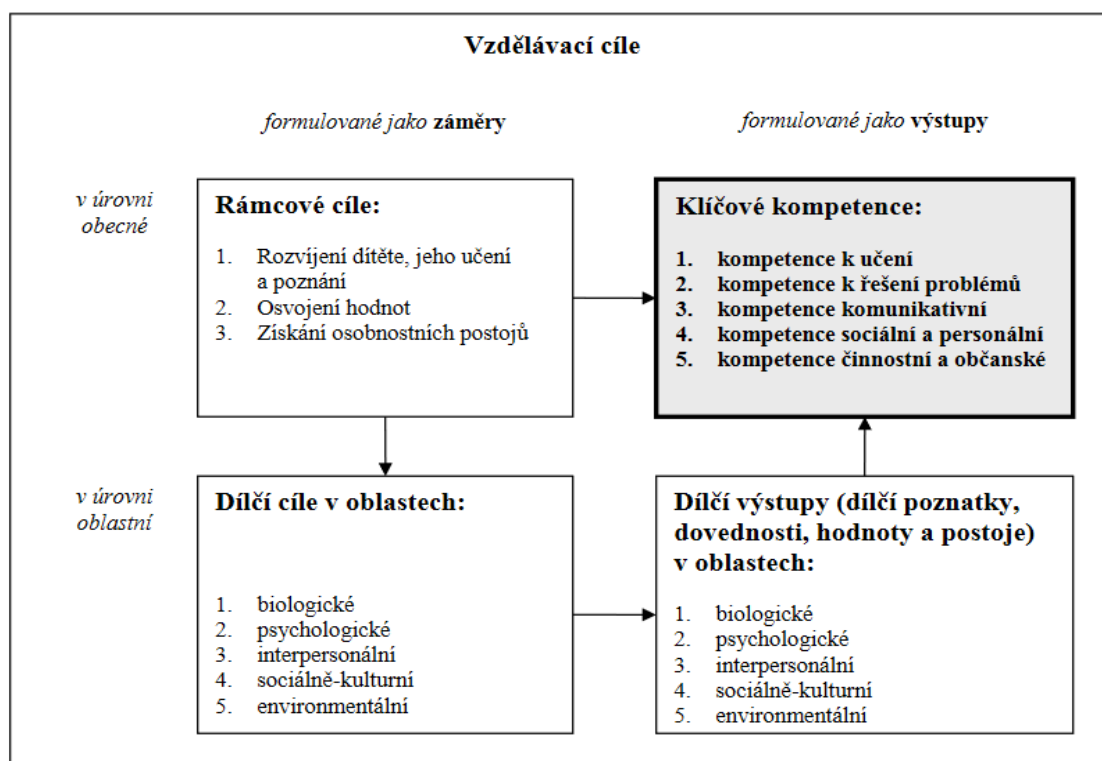 Vzdělávací cíle
formulované jako záměry
formulované jako výstupy
v úrovni
obecné
Rámcové cíle:
1. Rozvíjení dítěte, jeho učení
a poznání
2. Osvojení hodnot
3. Získání osobnostních postojů
Klíčové kompetence:
1. kompetence k učení
2. kompetence k řešení problémů
3. kompetence komunikativní
4. kompetence sociální a personální
5. kompetence činnostní a občanské
v úrovni
oblastní
Dílčí cíle v oblastech:
1. biologické
2. psychologické
3. interpersonální
4. sociálně-kulturní
5. environmentální
Dílčí výstupy (dílčí poznatky,
dovednosti, hodnoty a postoje)
v oblastech:
1. biologické
2. psychologické
3. interpersonální
4. sociálně-kulturní
5. environmentální